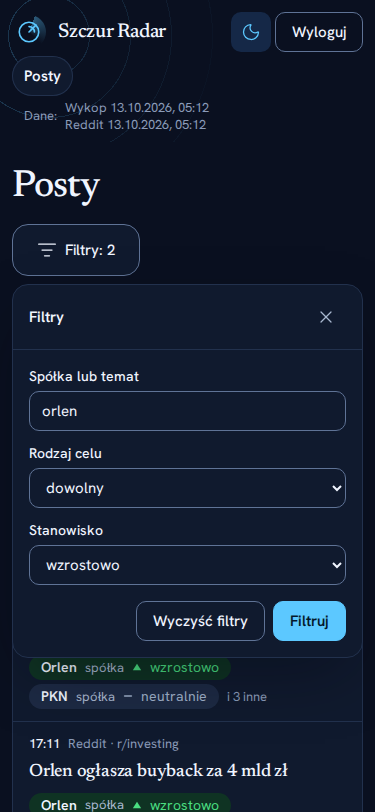 Szczur Radar
Wyloguj
Posty
Dane: Wykop 13.10.2026, 05:12
Reddit 13.10.2026, 05:12
Posty
Filtry: 2
Filtry
Spółka lub temat
orlen
Rodzaj celu
dowolny
Stanowisko
wzrostowo
Wyczyść filtry Filtruj
Orlen spółka ▲ wzrostowo
PKN spółka — neutralnie i 3 inne
17:11 Reddit · r/investing
Orlen ogłasza buyback za 4 mld zł
Orlen spółka ▲ wzrostowo